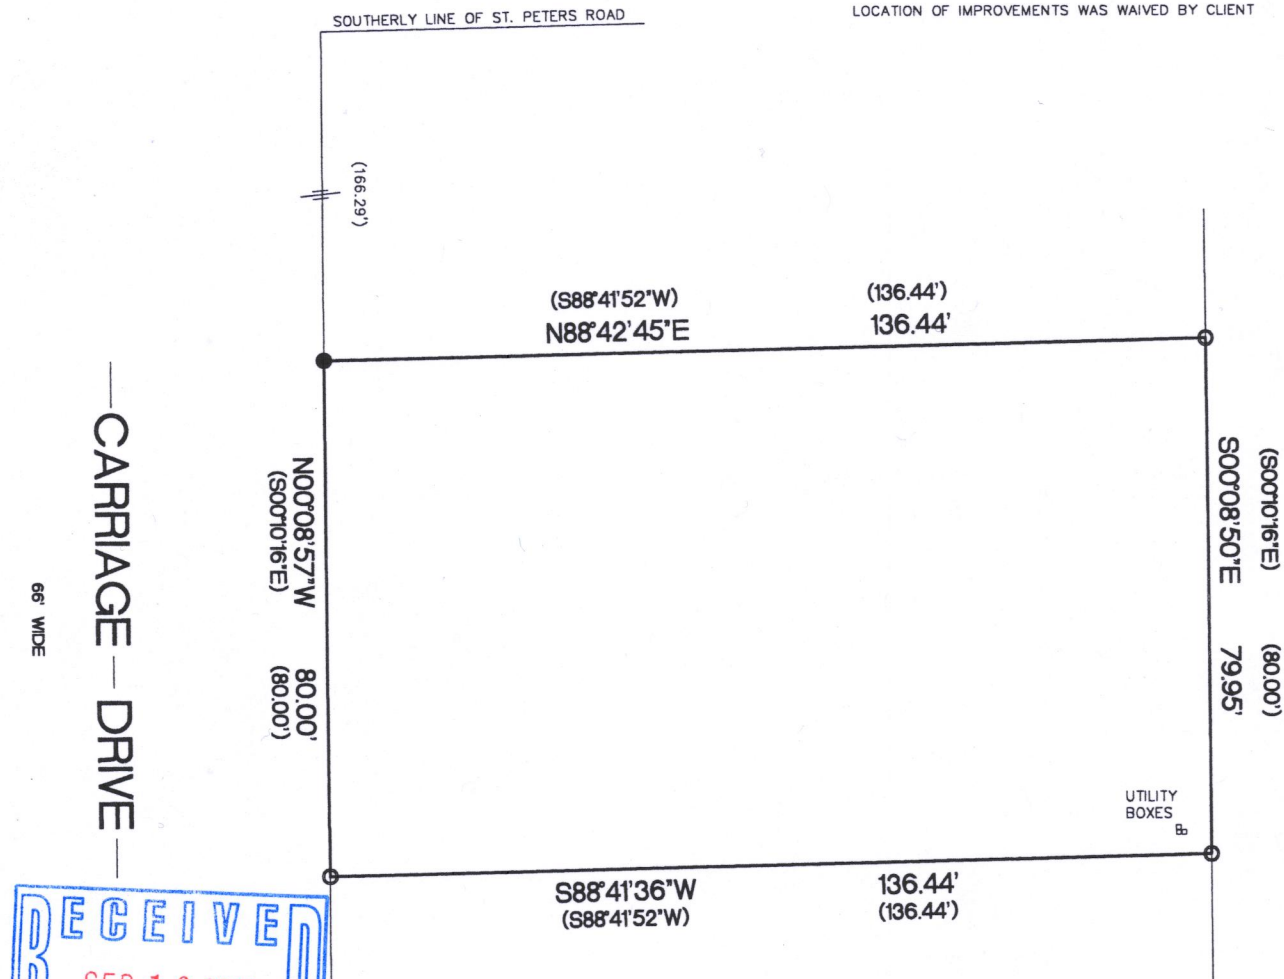 SOUTHERLY LINE OF ST. PETERS ROAD
LOCATION OF IMPROVEMENTS WAS WAIVED BY CLIENT
(166.29')
(S88°41'52"W)
(136.44')
N88°42'45"E
136.44'
(S00°10'16"E)
(80.00')
S00°08'50"E
79.95'
CARRIAGE DRIVE
66' WIDE
N00°08'57"W
80.00'
(S00°10'16"E)
(80.00')
UTILITY
BOXES
S88°41'36"W
136.44'
(S88°41'52"W)
(136.44')
RECEIVED